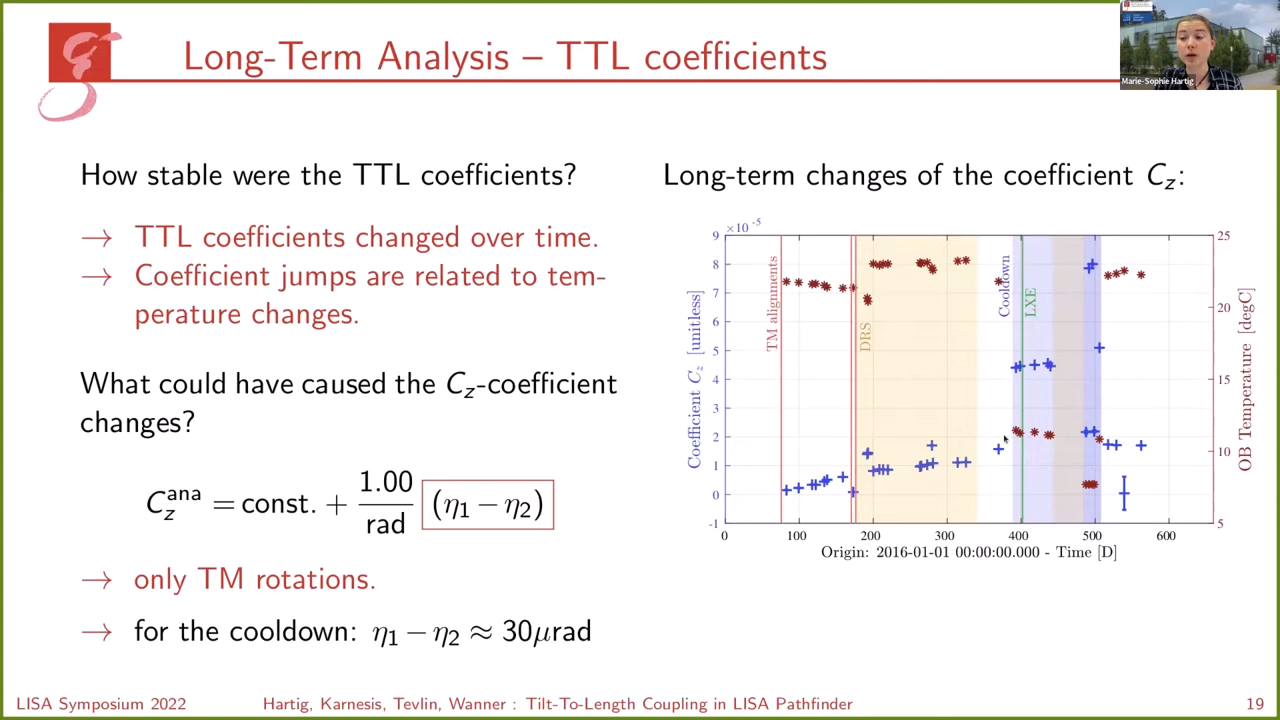 Long-Term Analysis – TTL coefficients
Marie-Sophie Hartig
How stable were the TTL coefficients?
→ TTL coefficients changed over time.
→ Coefficient jumps are related to tem-
perature changes.
What could have caused the C_z-coefficient
changes?
C_z^ana = const. + 1.00/rad (η₁ − η₂)
→ only TM rotations.
→ for the cooldown: η₁ − η₂ ≈ 30μrad
Long-term changes of the coefficient C_z:
×10^-5
9
8
7
6
5
4
3
2
1
0
-1
Coefficient C_z [unitless]
TM alignments
DRS
Cooldown
LXE
25
20
15
10
5
OB Temperature [degC]
0 100 200 300 400 500 600
Origin: 2016-01-01 00:00:00.000 - Time [D]
LISA Symposium 2022
Hartig, Karnesis, Tevlin, Wanner : Tilt-To-Length Coupling in LISA Pathfinder
19